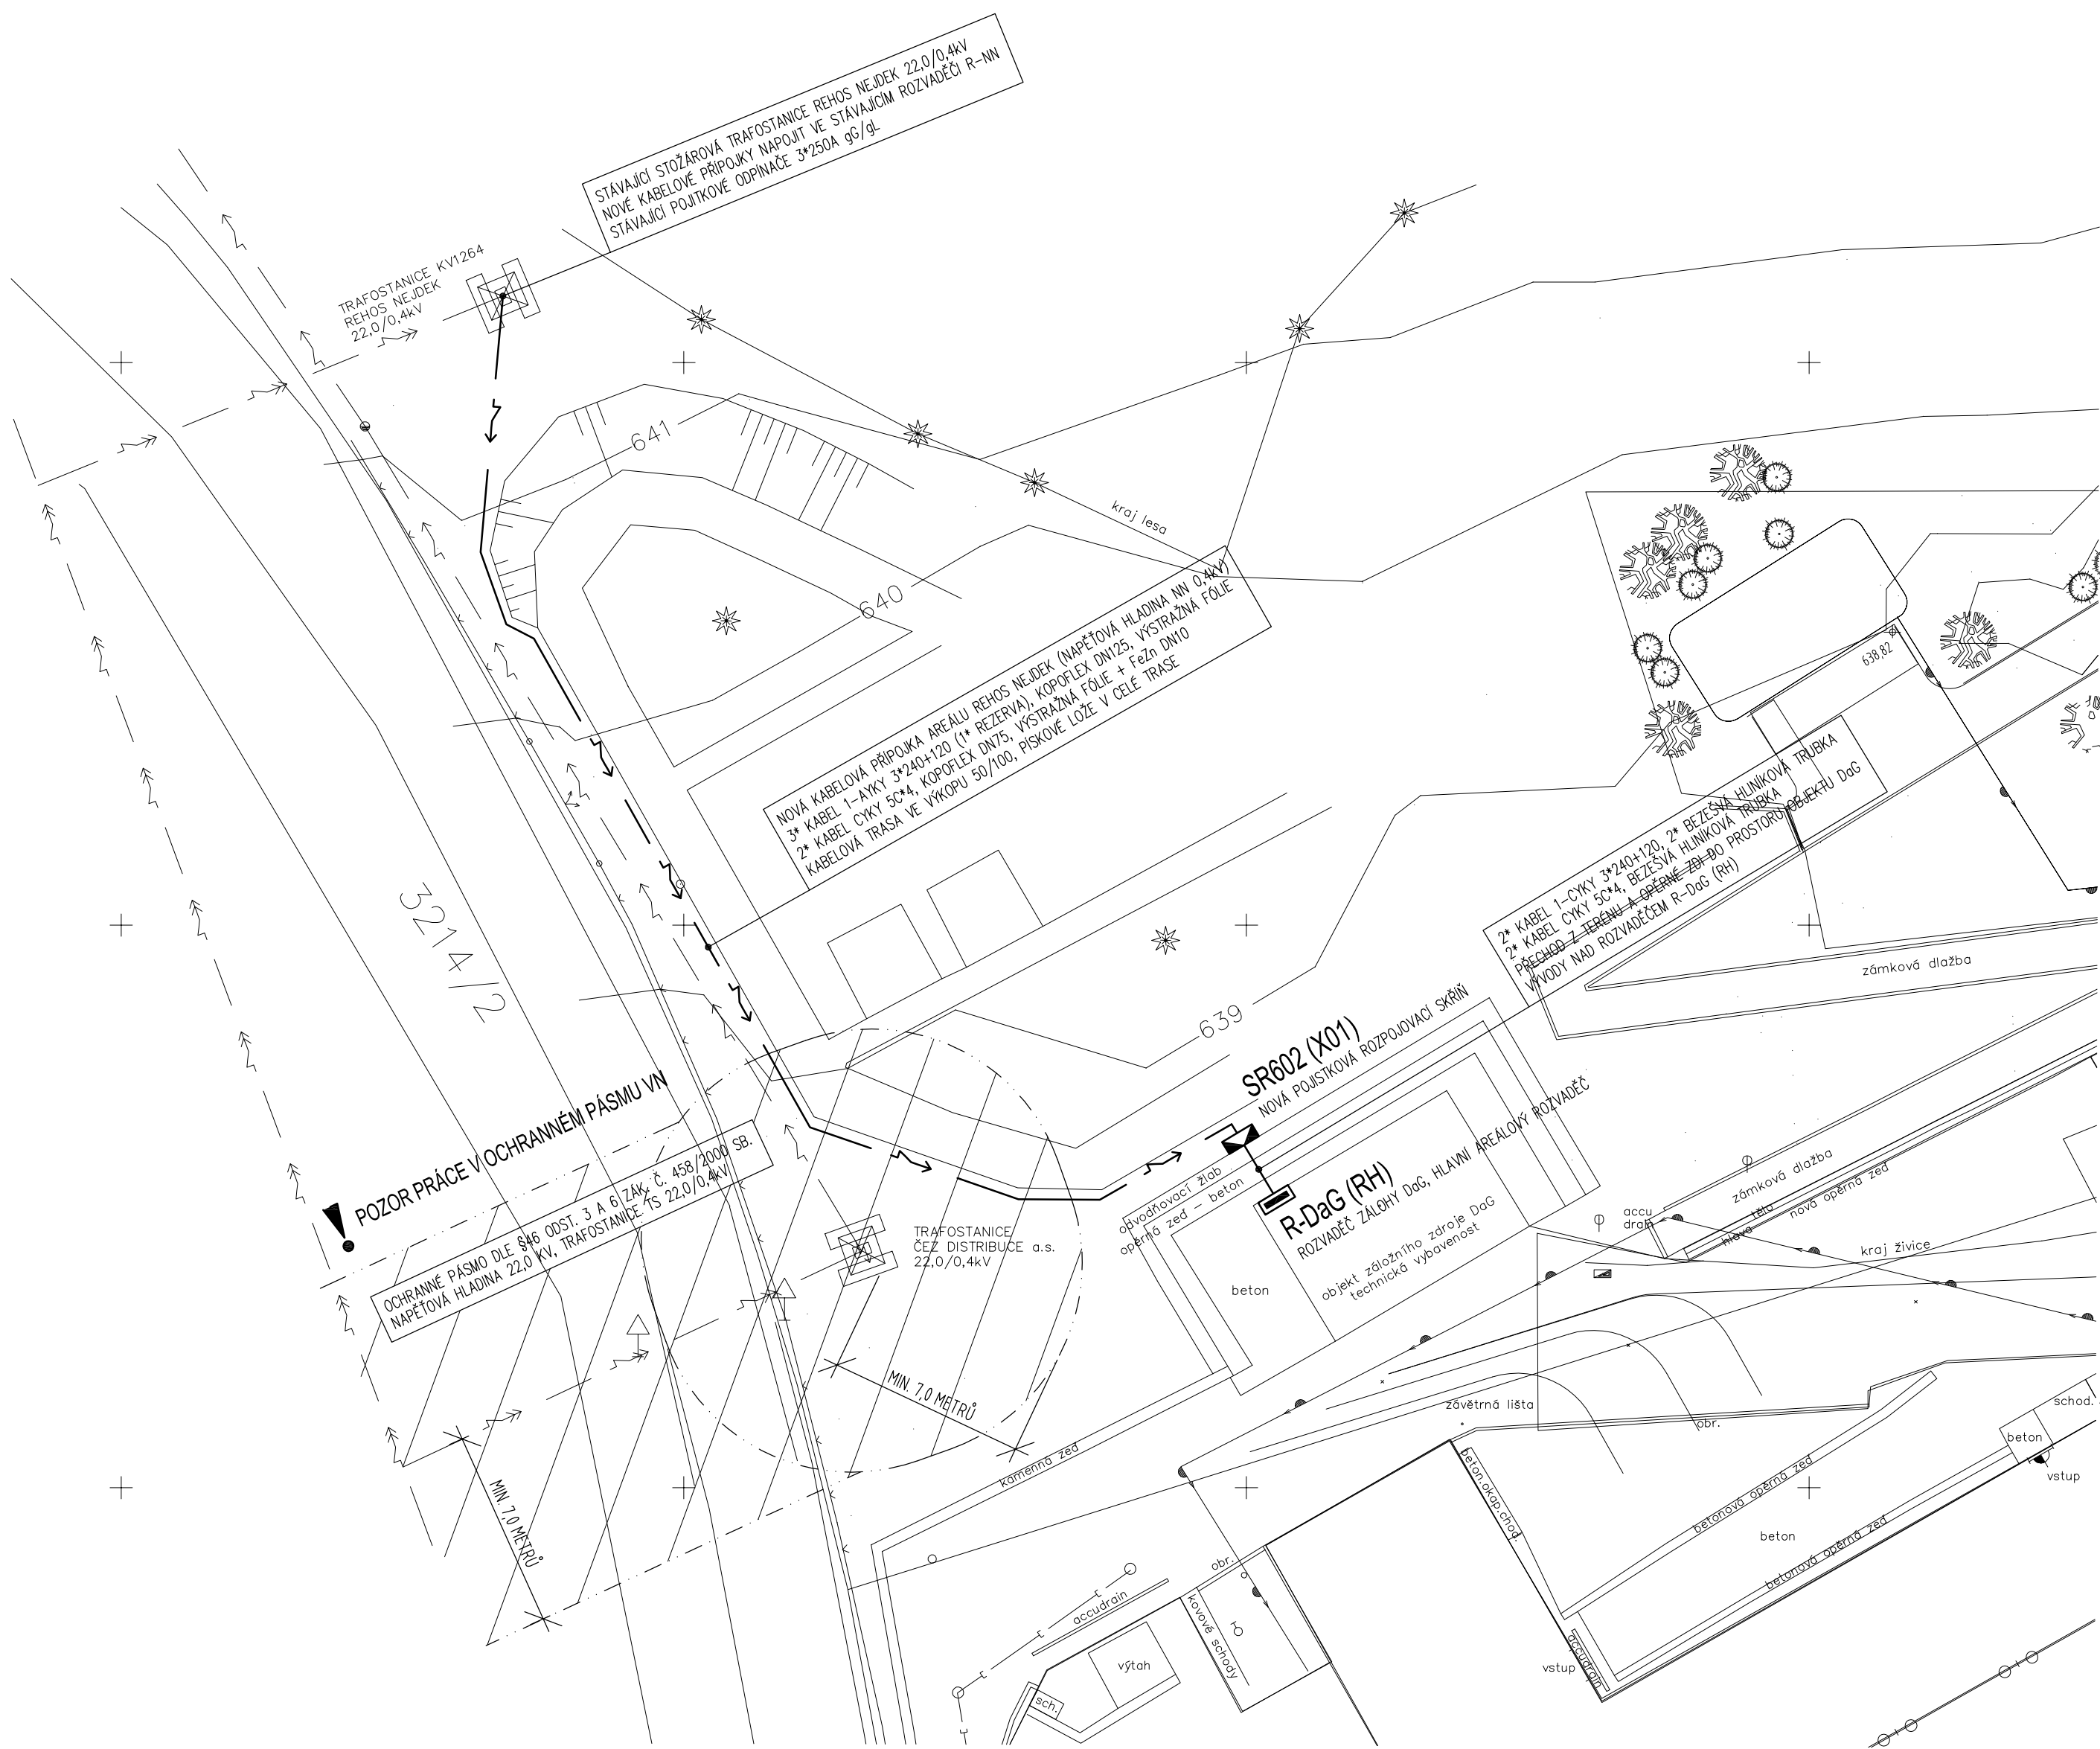 STÁVAJÍCÍ STOŽÁROVÁ TRAFOSTANICE REHOS NEJDEK 22,0/0,4kV
NOVÉ KABELOVÉ PŘÍPOJKY NAPOJIT VE STÁVAJÍCÍM ROZVADĚČI R-NN
STÁVAJÍCÍ POJITKOVÉ ODPÍNAČE 3*250A gG/gL
TRAFOSTANICE KV1264
REHOS NEJDEK
22,0/0,4kV
641
kraj lesa
640
NOVÁ KABELOVÁ PŘÍPOJKA AREÁLU REHOS NEJDEK (NAPĚŤOVÁ HLADINA NN 0,4kV)
3* KABEL 1-AYKY 3*240+120 (1* REZERVA), KOPOFLEX DN125, VÝSTRAŽNÁ FÓLIE
2* KABEL CYKY 5C*4, KOPOFLEX DN75, VÝSTRAŽNÁ FÓLIE + FeZn DN10
KABELOVÁ TRASA VE VÝKOPU 50/100, PÍSKOVÉ LOŽE V CELÉ TRASE
638,82
2* KABEL 1-CYKY 3*240+120, 2* BEZEŠVÁ HLINÍKOVÁ TRUBKA
2* KABEL CYKY 5C*4, BEZEŠVÁ HLINÍKOVÁ TRUBKA
PŘECHOD Z TERÉNU A OPĚRNÉ ZDI DO PROSTORU OBJEKTU DaG
VÝVODY NAD ROZVADĚČEM R-DaG (RH)
zámková dlažba
3214/2
639
SR602 (X01)
NOVÁ POJISTKOVÁ ROZPOJOVACÍ SKŘÍŇ
POZOR PRÁCE V OCHRANNÉM PÁSMU VN
OCHRANNÉ PÁSMO DLE §46 ODST. 3 A 6 ZÁK. Č. 458/2000 SB.
NAPĚŤOVÁ HLADINA 22,0 KV, TRAFOSTANICE TS 22,0/0,4kV
odvodňovací žlab
opěrná zeď - beton
R-DaG (RH)
ROZVADĚČ ZÁLOHY DaG, HLAVNÍ AREÁLOVÝ ROZVADĚČ
objekt záložního zdroje DaG
technická vybavenost
beton
TRAFOSTANICE
ČEZ DISTRIBUCE a.s.
22,0/0,4kV
accu
drain
zámková dlažba
tělo
hlava
nová opěrná zeď
kraj živice
MIN. 7,0 METRŮ
MIN. 7,0 METRŮ
závětrná lišta
obr.
schod.
beton
vstup
kamenná zeď
beton.okap.chod.
betonová opěrná zeď
beton
betonová opěrná zeď
obr.
accudrain
kovové schody
výtah
sch.
vstup
accudrain